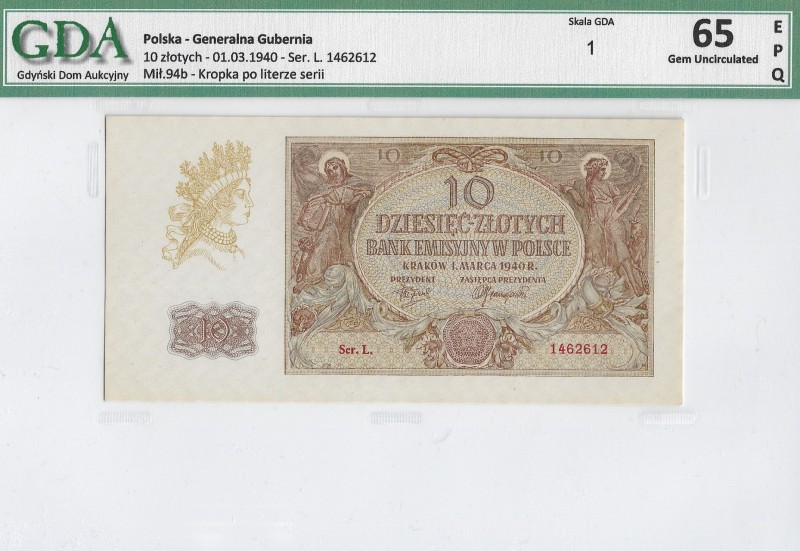 GDA
Gdyński Dom Aukcyjny
Polska - Generalna Gubernia
10 złotych - 01.03.1940 - Ser. L. 1462612
Mił.94b - Kropka po literze serii
Skala GDA
1
65
Gem Uncirculated
E
P
Q
10 10
10
DZIESIĘĆ ZŁOTYCH
BANK EMISYJNY W POLSCE
KRAKÓW 1. MARCA 1940 R.
PREZYDENT ZASTĘPCA PREZYDENTA
10
Ser. L. 1462612